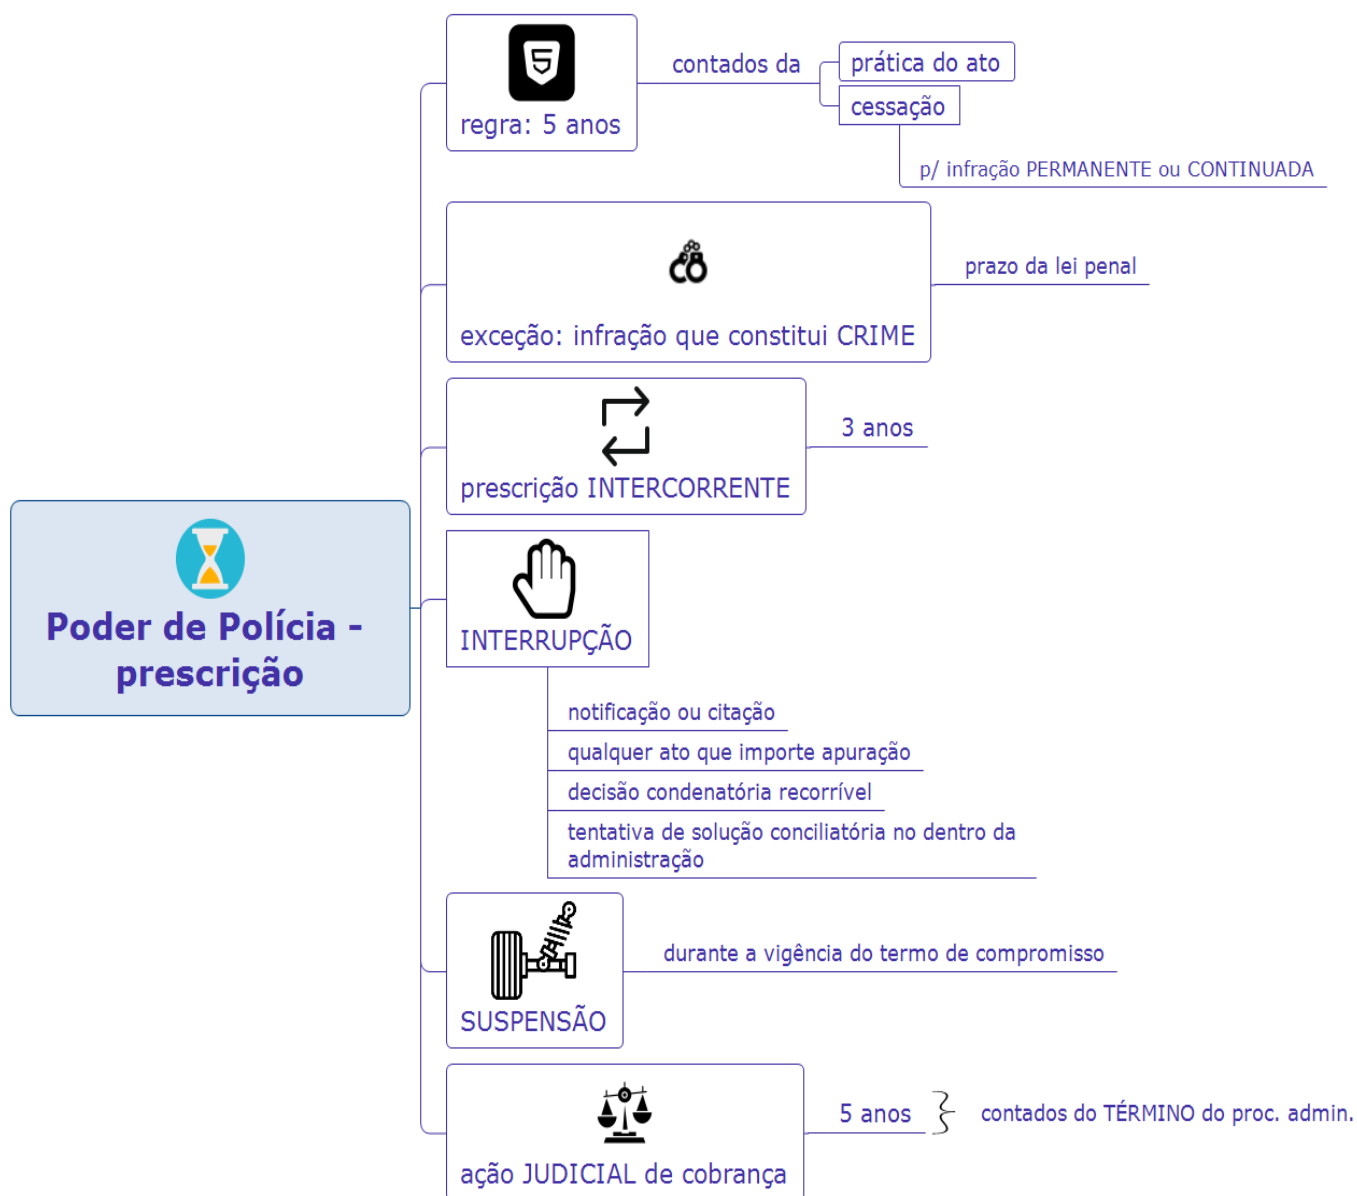 Poder de Polícia -
prescrição
regra: 5 anos
contados da
prática do ato
cessação
p/ infração PERMANENTE ou CONTINUADA
exceção: infração que constitui CRIME
prazo da lei penal
prescrição INTERCORRENTE
3 anos
INTERRUPÇÃO
notificação ou citação
qualquer ato que importe apuração
decisão condenatória recorrível
tentativa de solução conciliatória no dentro da
administração
SUSPENSÃO
durante a vigência do termo de compromisso
ação JUDICIAL de cobrança
5 anos
contados do TÉRMINO do proc. admin.